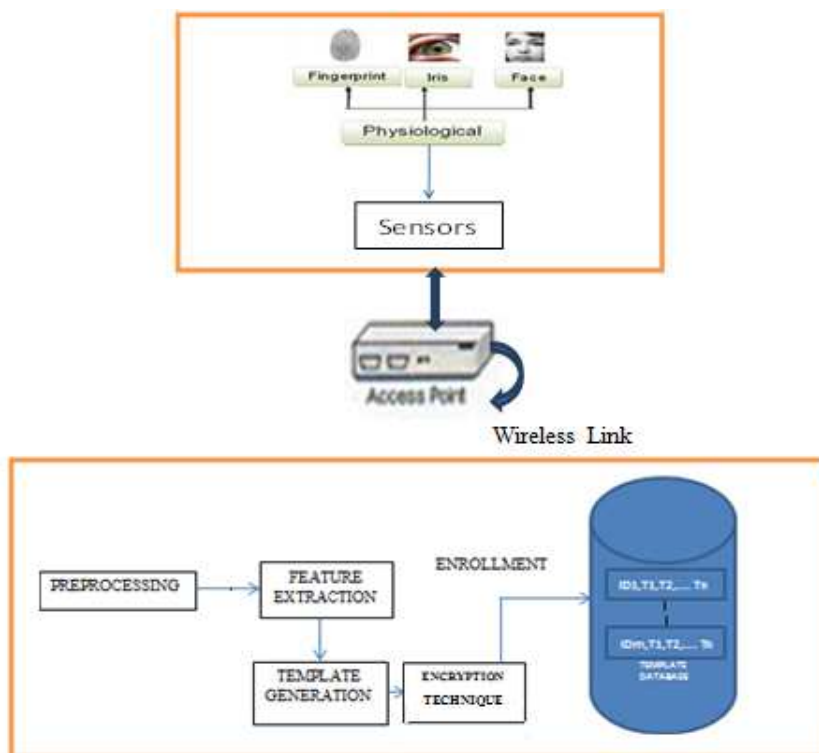 Fingerprint
Iris
Face
Physiological
Sensors
Access Point
Wireless Link
PREPROCESSING
FEATURE
EXTRACTION
TEMPLATE
GENERATION
ENCRYPTION
TECHNIQUE
ENROLLMENT
ID1,T1,T2,.... Tn
IDm,T1,T2,....
TEMPLATE
DATABASE